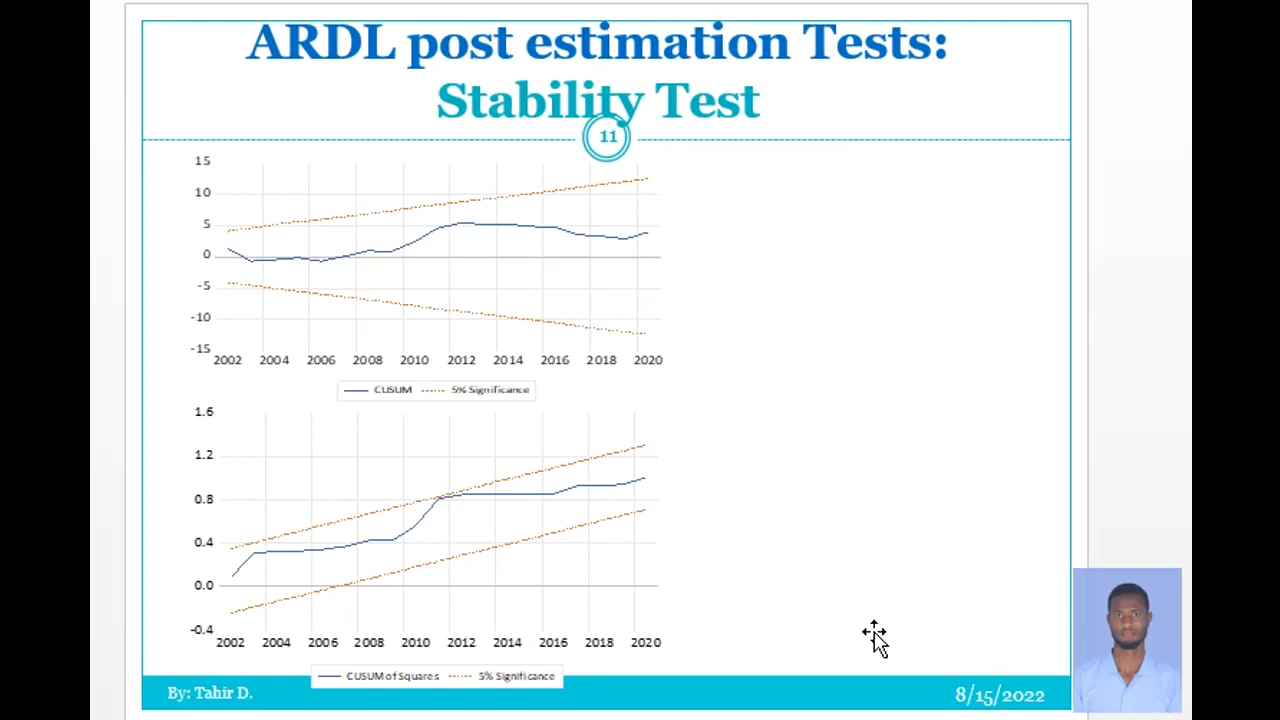 ARDL post estimation Tests:
Stability Test
11
15
10
5
0
-5
-10
-15
2002 2004 2006 2008 2010 2012 2014 2016 2018 2020
CUSUM 5% Significance
1.6
1.2
0.8
0.4
0.0
-0.4
2002 2004 2006 2008 2010 2012 2014 2016 2018 2020
CUSUM of Squares 5% Significance
By: Tahir D. 8/15/2022